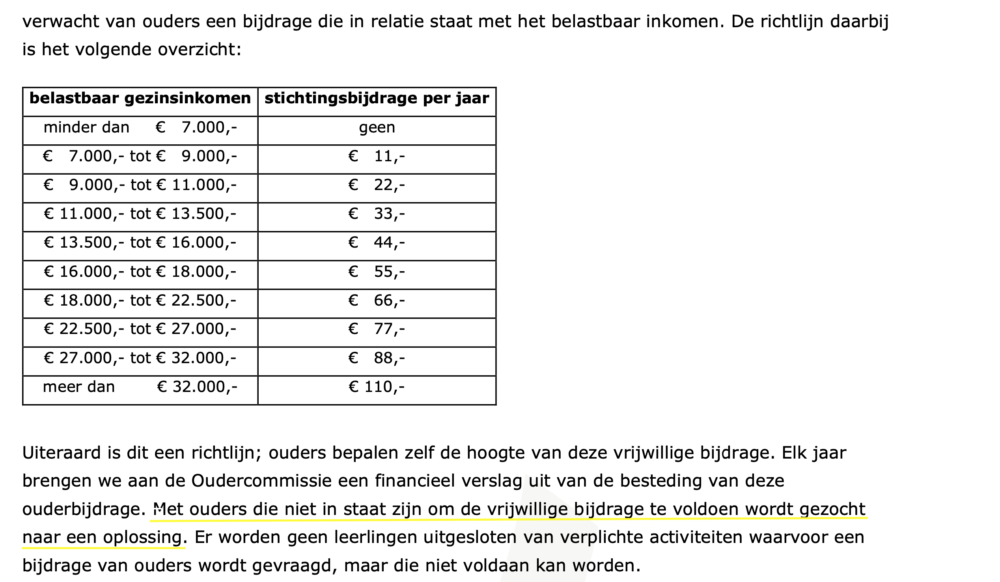 verwacht van ouders een bijdrage die in relatie staat met het belastbaar inkomen. De richtlijn daarbij
is het volgende overzicht:
belastbaar gezinsinkomen stichtingsbijdrage per jaar
minder dan € 7.000,- geen
€ 7.000,- tot € 9.000,- € 11,-
€ 9.000,- tot € 11.000,- € 22,-
€ 11.000,- tot € 13.500,- € 33,-
€ 13.500,- tot € 16.000,- € 44,-
€ 16.000,- tot € 18.000,- € 55,-
€ 18.000,- tot € 22.500,- € 66,-
€ 22.500,- tot € 27.000,- € 77,-
€ 27.000,- tot € 32.000,- € 88,-
meer dan € 32.000,- € 110,-
Uiteraard is dit een richtlijn; ouders bepalen zelf de hoogte van deze vrijwillige bijdrage. Elk jaar
brengen we aan de Oudercommissie een financieel verslag uit van de besteding van deze
ouderbijdrage. Met ouders die niet in staat zijn om de vrijwillige bijdrage te voldoen wordt gezocht
naar een oplossing. Er worden geen leerlingen uitgesloten van verplichte activiteiten waarvoor een
bijdrage van ouders wordt gevraagd, maar die niet voldaan kan worden.